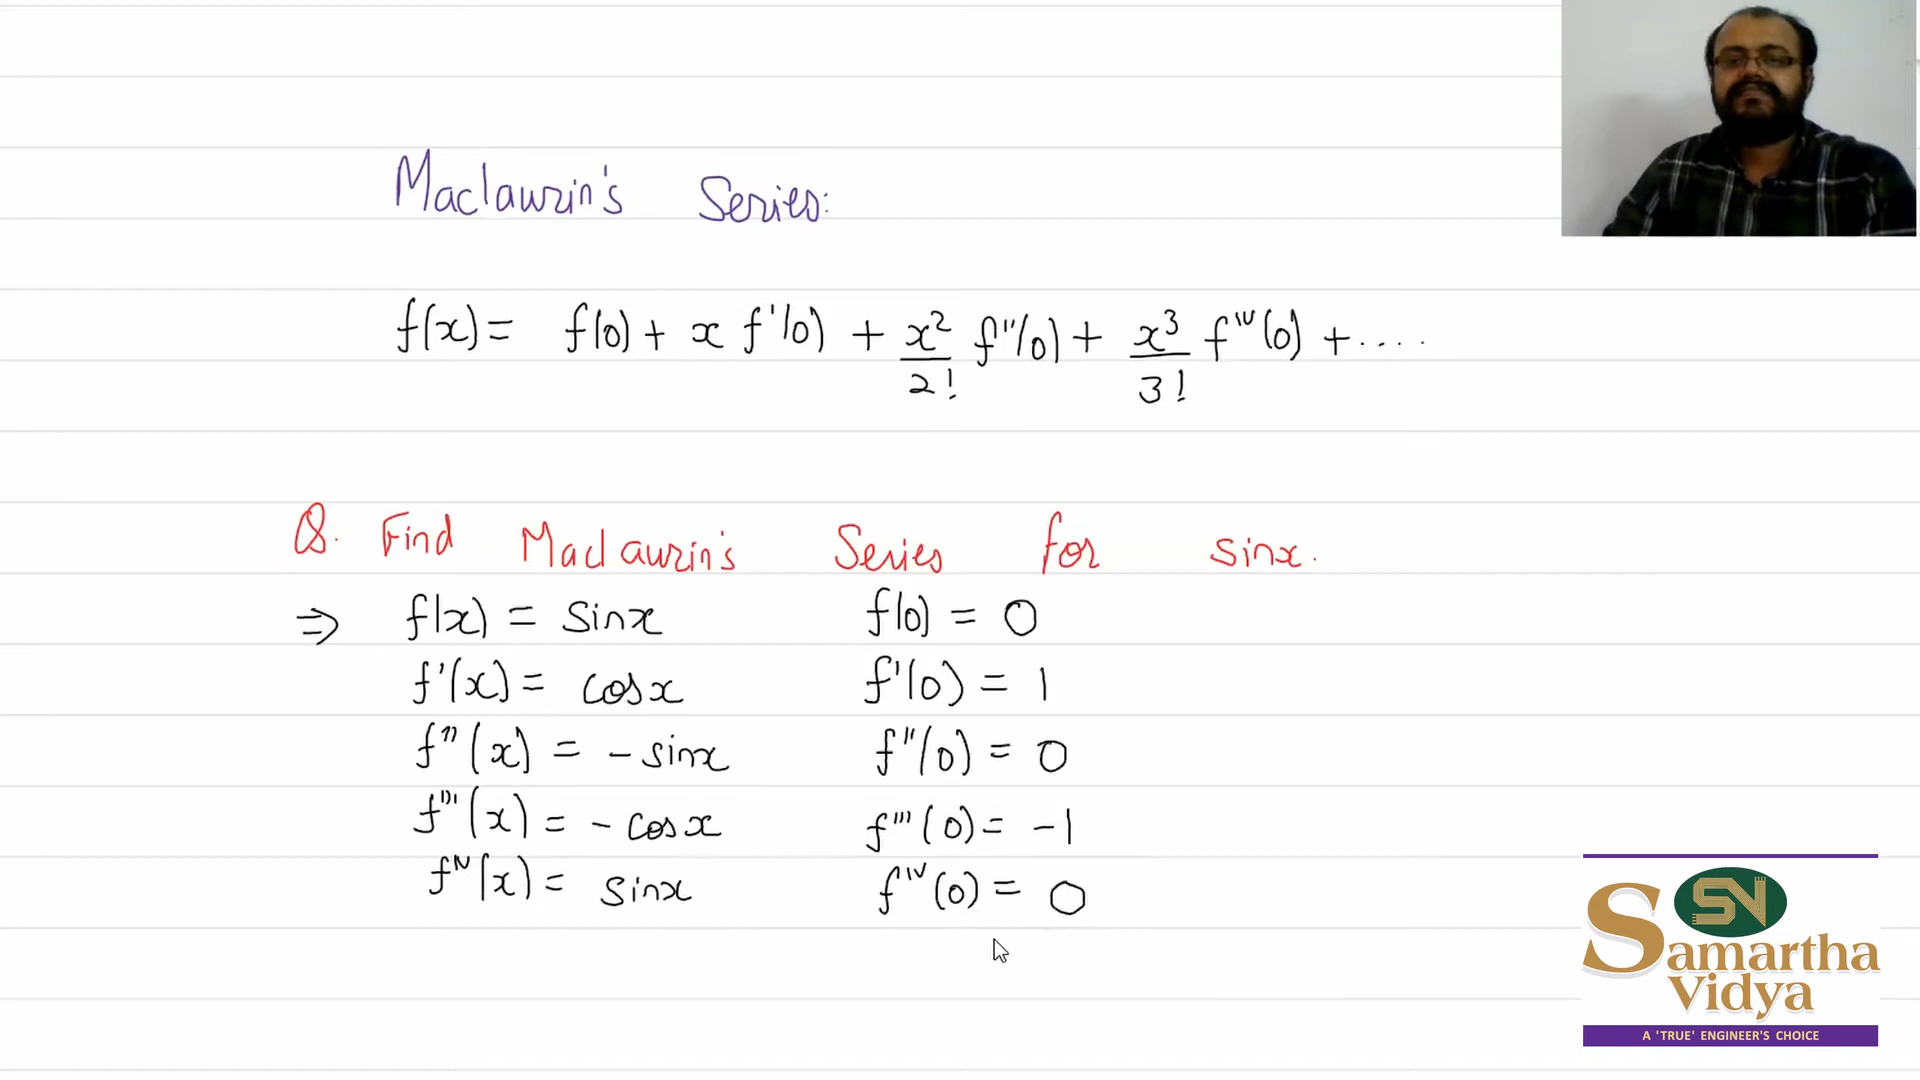 Maclaurin's Series:
f(x) = f(0) + x f'(0) + x²/2! f''(0) + x³/3! f^IV(0) + ....
Q. Find Maclaurin's Series for sinx.
⇒ f(x) = sinx f(0) = 0
f'(x) = cosx f'(0) = 1
f''(x) = - sinx f''(0) = 0
f'''(x) = - cosx f'''(0) = -1
f^IV(x) = sinx f^IV(0) = 0
SN
Samartha
Vidya
A 'TRUE' ENGINEER'S CHOICE